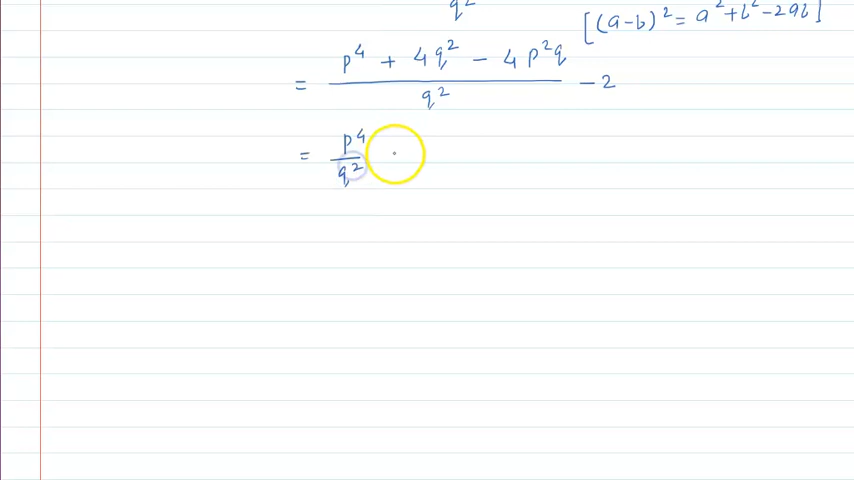 q²
[(a-b)² = a² + b² - 2ab]
= (p⁴ + 4q² - 4p²q) / q² - 2
= p⁴ / q²